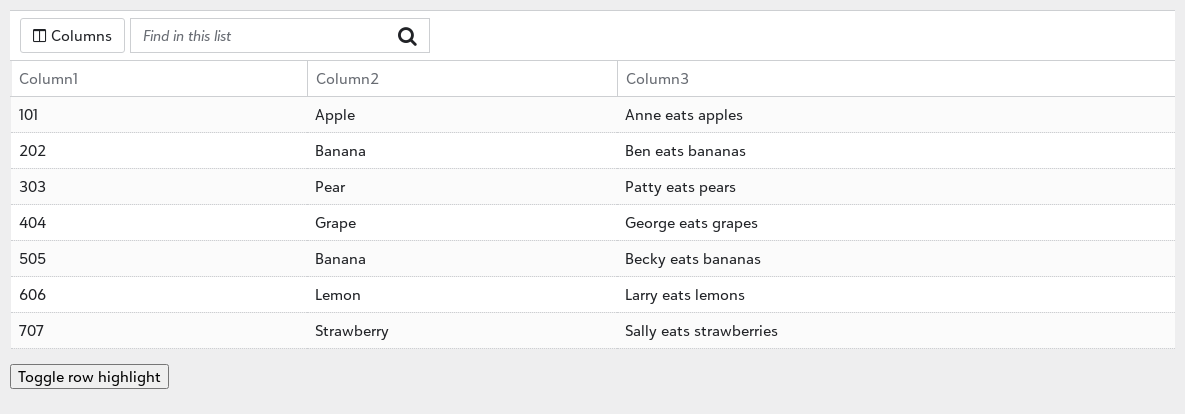 Columns Find in this list
Column1 Column2 Column3
101 Apple Anne eats apples
202 Banana Ben eats bananas
303 Pear Patty eats pears
404 Grape George eats grapes
505 Banana Becky eats bananas
606 Lemon Larry eats lemons
707 Strawberry Sally eats strawberries
Toggle row highlight